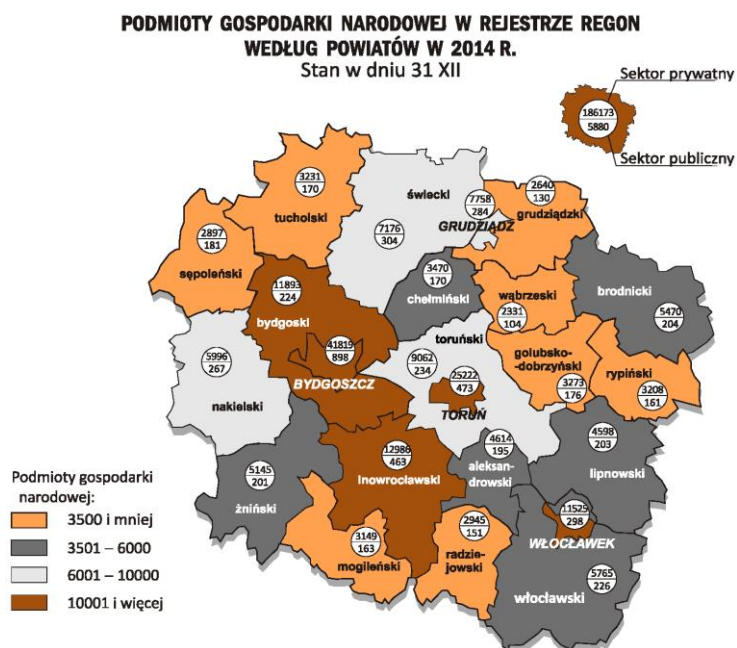 PODMIOTY GOSPODARKI NARODOWEJ W REJESTRZE REGON
WEDŁUG POWIATÓW W 2014 R.
Stan w dniu 31 XII
Sektor prywatny
186173
5880
Sektor publiczny
3231
170
tucholski
świecki
7176
304
7758
284
GRUDZIĄDZ
2640
130
grudziądzki
2897
181
sępoleński
11893
224
bydgoski
3470
170
chełmiński
wąbrzeski
2331
104
brodnicki
5470
204
41819
898
BYDGOSZCZ
toruński
9062
234
25222
473
TORUŃ
golubsko-
dobrzyński
3273
176
rypiński
3208
161
5996
267
nakielski
12986
463
Inowrocławski
4614
195
aleksan-
drowski
4598
203
lipnowski
5145
201
żniński
3149
163
mogileński
2945
151
radzie-
jowski
11529
298
WŁOCŁAWEK
5765
226
włocławski
Podmioty gospodarki
narodowej:
3500 i mniej
3501 – 6000
6001 – 10000
10001 i więcej